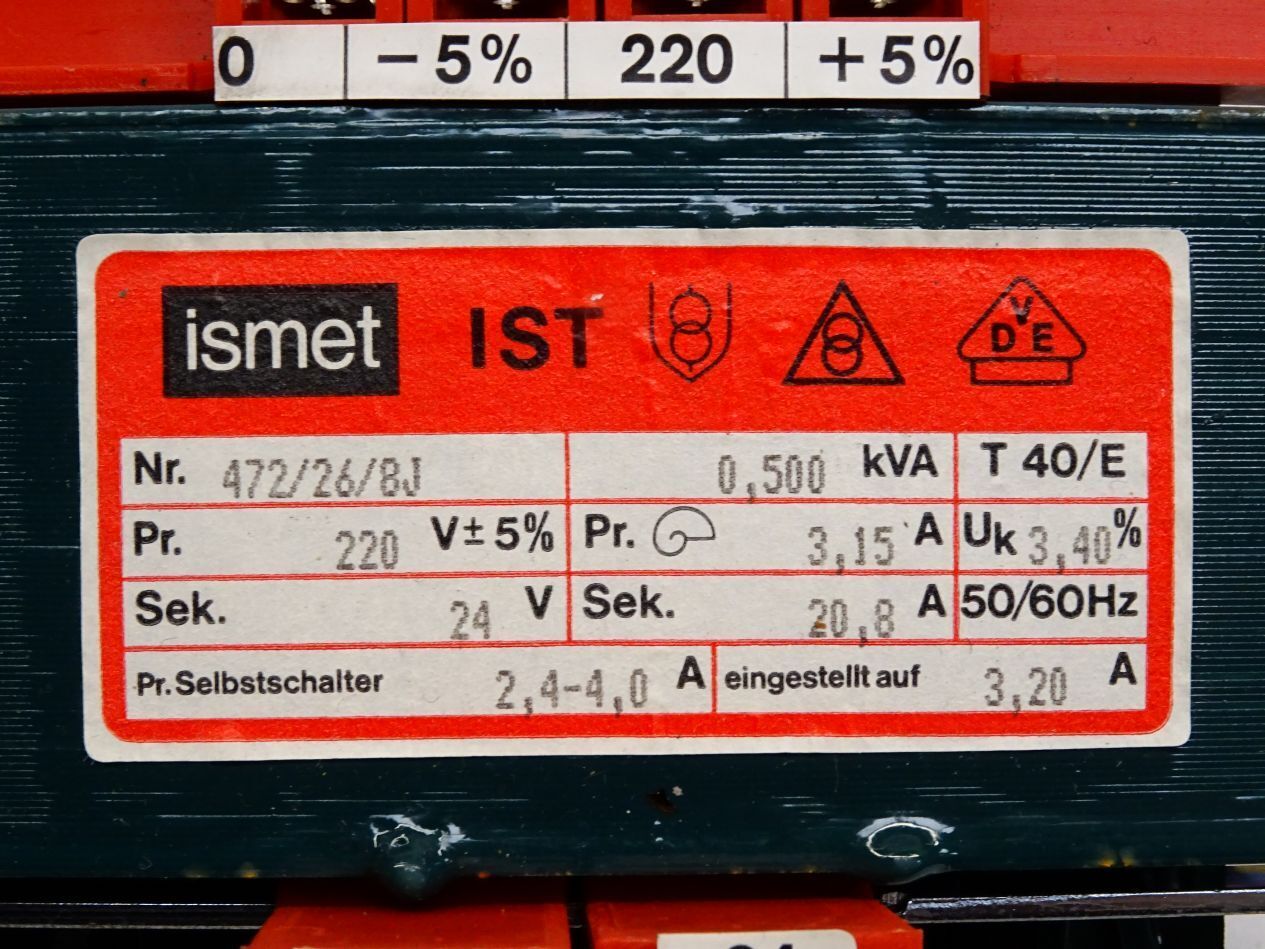 0 −5% 220 +5%
ismet IST VDE
Nr. 472/26/8J 0,500 kVA T 40/E
Pr. 220 V±5% Pr. 3,15 A Uk 3,40%
Sek. 24 V Sek. 20,8 A 50/60Hz
Pr. Selbstschalter 2,4-4,0 A eingestellt auf 3,20 A